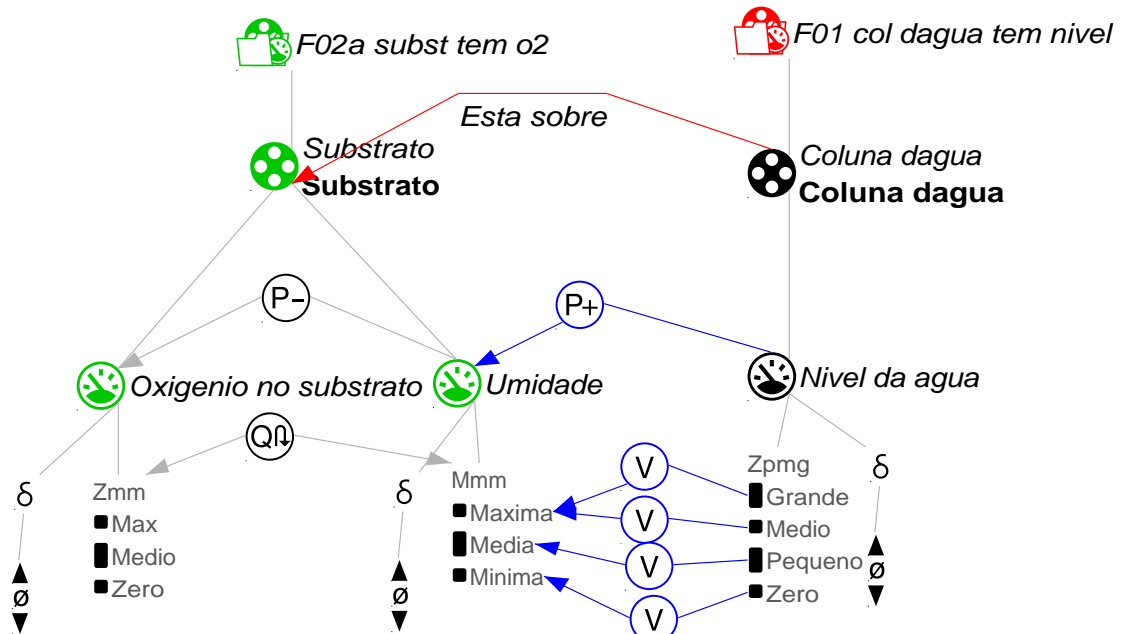 F02a subst tem o2
F01 col dagua tem nivel
Esta sobre
Substrato
Substrato
Coluna dagua
Coluna dagua
P-
P+
Oxigenio no substrato
Umidade
Nivel da agua
Q
δ
Zmm
Max
Medio
Zero
ø
δ
Mmm
Maxima
Media
Minima
ø
V
V
V
V
Zpmg
Grande
Medio
Pequeno
Zero
δ
ø